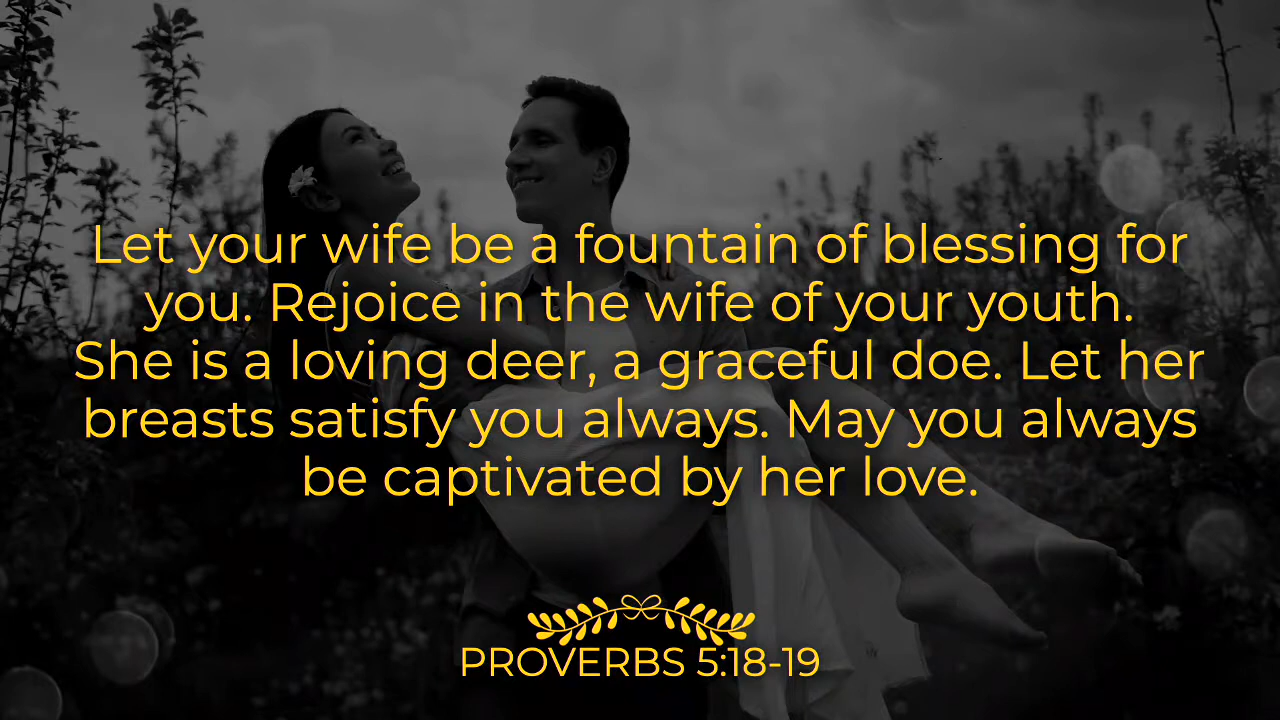 Let your wife be a fountain of blessing for
you. Rejoice in the wife of your youth.
She is a loving deer, a graceful doe. Let her
breasts satisfy you always. May you always
be captivated by her love.
PROVERBS 5:18-19